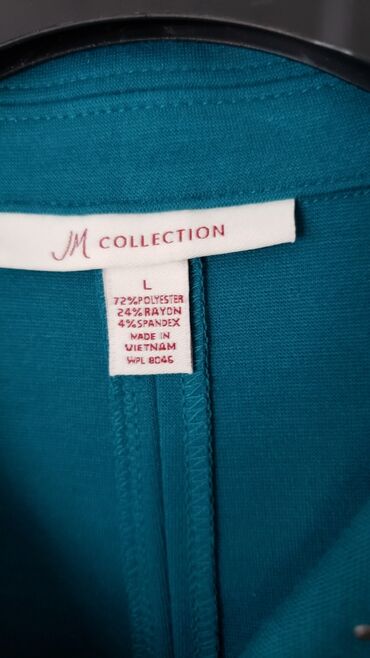 JM COLLECTION
L
72% POLYESTER
24% RAYON
4% SPANDEX
MADE IN
VIETNAM
WPL 8046